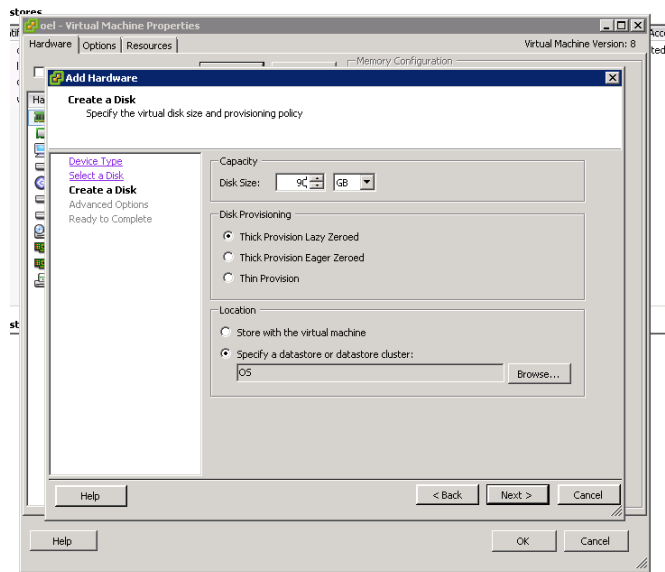 stores
oel - Virtual Machine Properties
Hardware Options Resources
Virtual Machine Version: 8
Memory Configuration
Add Hardware
Create a Disk
Specify the virtual disk size and provisioning policy
Device Type
Select a Disk
Create a Disk
Advanced Options
Ready to Complete
Capacity
Disk Size: 90 GB
Disk Provisioning
Thick Provision Lazy Zeroed
Thick Provision Eager Zeroed
Thin Provision
Location
Store with the virtual machine
Specify a datastore or datastore cluster:
OS
Browse...
Help
< Back Next > Cancel
Help
OK Cancel